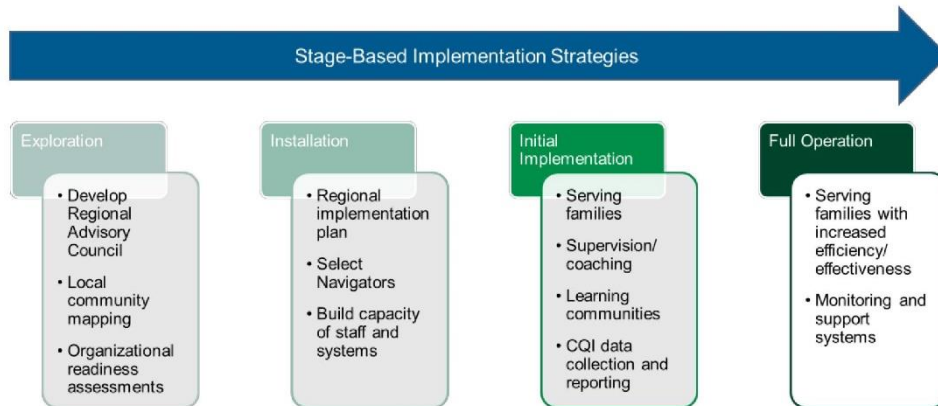 Stage-Based Implementation Strategies
Exploration
• Develop
Regional
Advisory
Council
• Local
community
mapping
• Organizational
readiness
assessments
Installation
• Regional
implementation
plan
• Select
Navigators
• Build capacity
of staff and
systems
Initial
Implementation
• Serving
families
• Supervision/
coaching
• Learning
communities
• CQI data
collection and
reporting
Full Operation
• Serving
families with
increased
efficiency/
effectiveness
• Monitoring and
support
systems